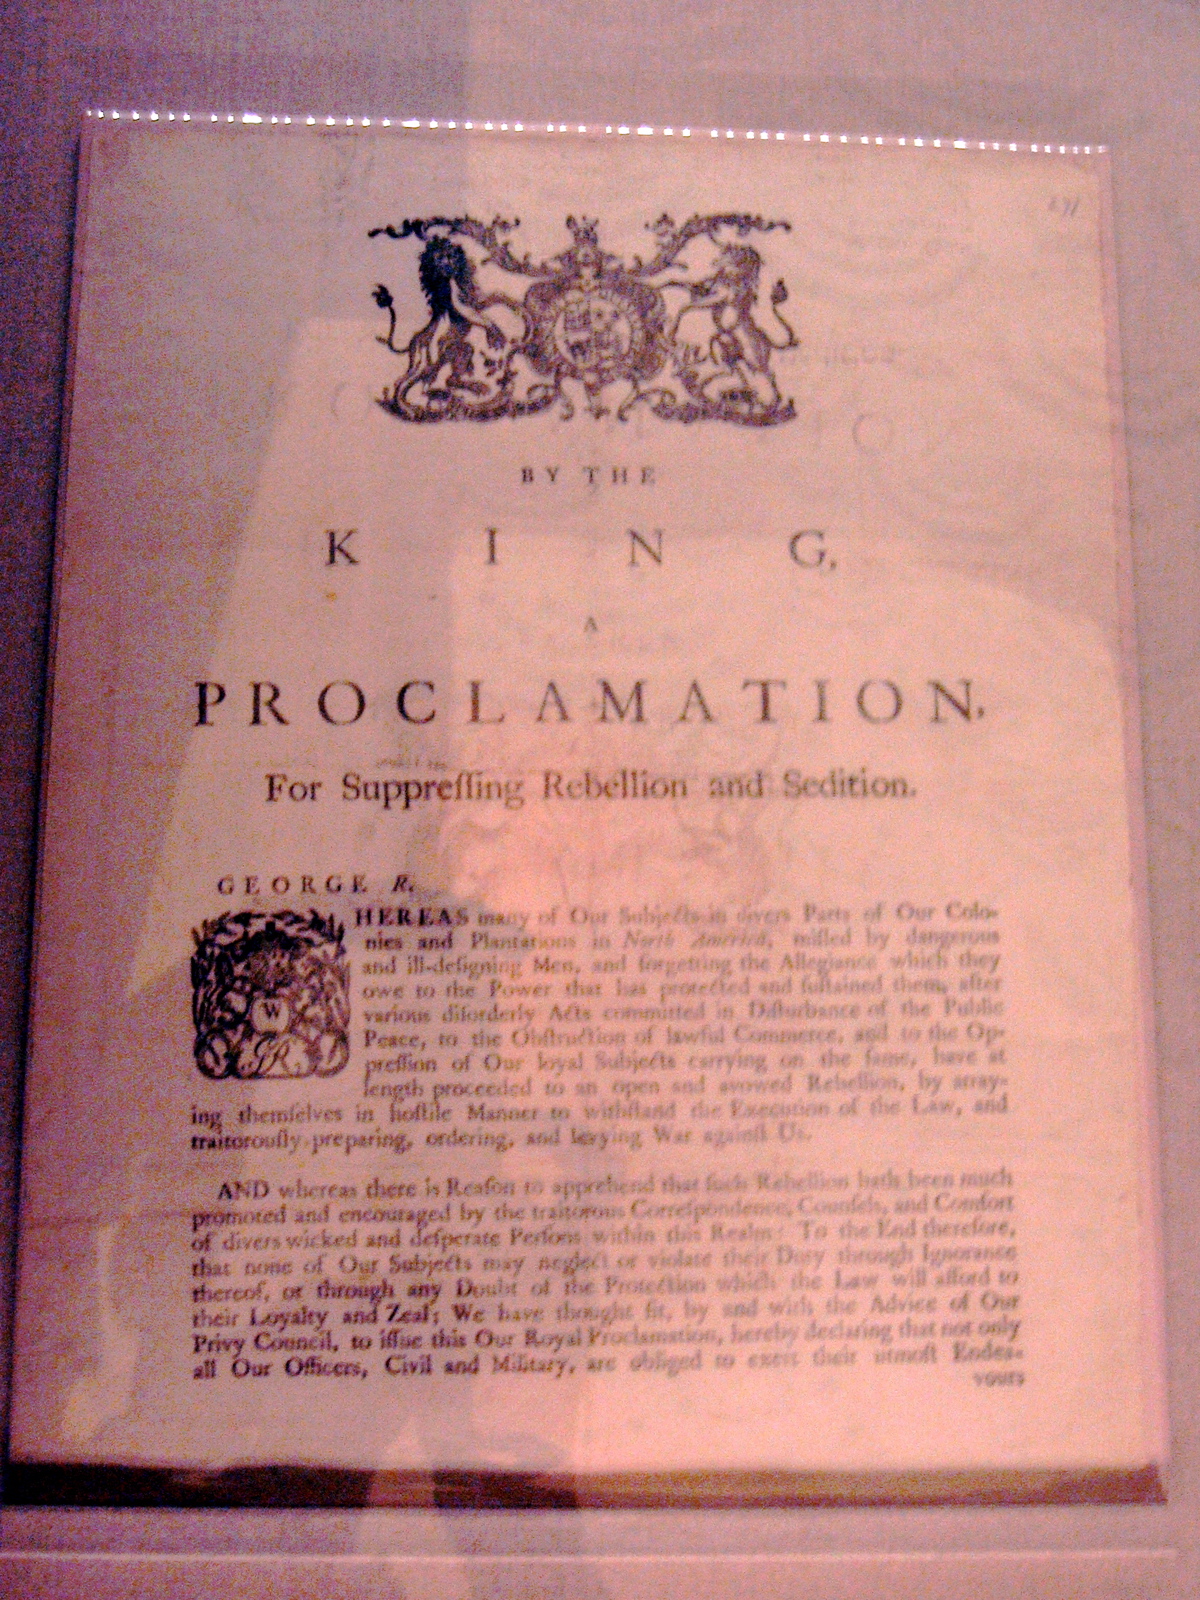 BY THE
KING,
A
PROCLAMATION,
For Suppreſſing Rebellion and Sedition.
GEORGE R.
WHEREAS many of Our Subjects in divers Parts of Our Colo-
nies and Plantations in North America, miſled by dangerous
and ill-deſigning Men, and forgetting the Allegiance which they
owe to the Power that has protected and ſuſtained them, after
various diſorderly Acts committed in Diſturbance of the Public
Peace, to the Obſtruction of lawful Commerce, and to the Op-
preſſion of Our loyal Subjects carrying on the ſame, have at
length proceeded to an open and avowed Rebellion, by array-
ing themſelves in hoſtile Manner to withſtand the Execution of the Law, and
traitorouſly preparing, ordering, and levying War againſt Us.
AND whereas there is Reaſon to apprehend that ſuch Rebellion hath been much
promoted and encouraged by the traitorous Correſpondence, Counſels, and Comfort
of divers wicked and deſperate Perſons within this Realm: To the End therefore,
that none of Our Subjects may neglect or violate their Duty through Ignorance
thereof, or through any Doubt of the Protection which the Law will afford to
their Loyalty and Zeal; We have thought fit, by and with the Advice of Our
Privy Council, to iſſue this Our Royal Proclamation, hereby declaring that not only
all Our Officers, Civil and Military, are obliged to exert their utmoſt Endea-
vours